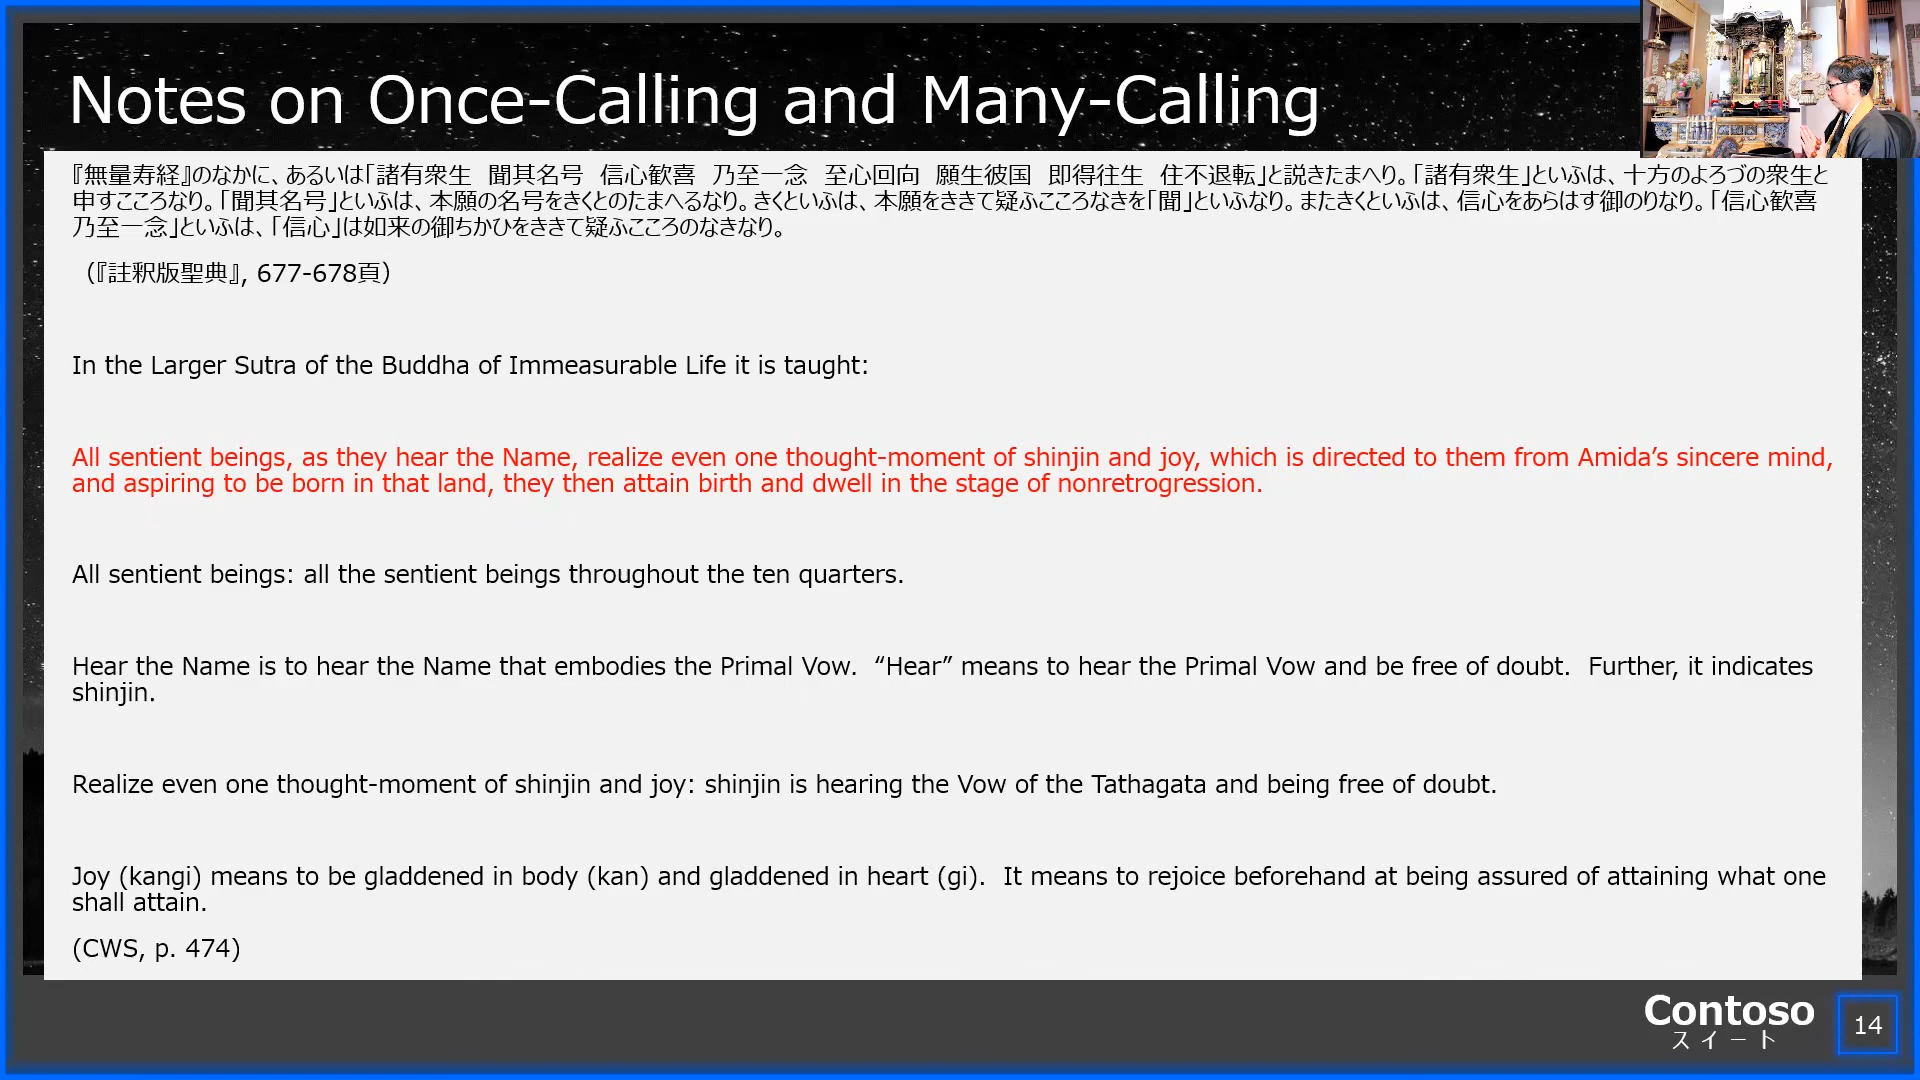 Notes on Once-Calling and Many-Calling
『無量寿経』のなかに、あるいは「諸有衆生　聞其名号　信心歓喜　乃至一念　至心回向　願生彼国　即得往生　住不退転」と説きたまへり。「諸有衆生」といふは、十方のよろづの衆生と
申すこころなり。「聞其名号」といふは、本願の名号をきくとのたまへるなり。きくといふは、本願をききて疑ふこころなきを「聞」といふなり。またきくといふは、信心をあらはす御のりなり。「信心歓喜
乃至一念」といふは、「信心」は如来の御ちかひをききて疑ふこころのなきなり。
（『註釈版聖典』, 677-678頁）
In the Larger Sutra of the Buddha of Immeasurable Life it is taught:
All sentient beings, as they hear the Name, realize even one thought-moment of shinjin and joy, which is directed to them from Amida’s sincere mind,
and aspiring to be born in that land, they then attain birth and dwell in the stage of nonretrogression.
All sentient beings: all the sentient beings throughout the ten quarters.
Hear the Name is to hear the Name that embodies the Primal Vow.  “Hear” means to hear the Primal Vow and be free of doubt.  Further, it indicates
shinjin.
Realize even one thought-moment of shinjin and joy: shinjin is hearing the Vow of the Tathagata and being free of doubt.
Joy (kangi) means to be gladdened in body (kan) and gladdened in heart (gi).  It means to rejoice beforehand at being assured of attaining what one
shall attain.
(CWS, p. 474)
Contoso
スイート
14